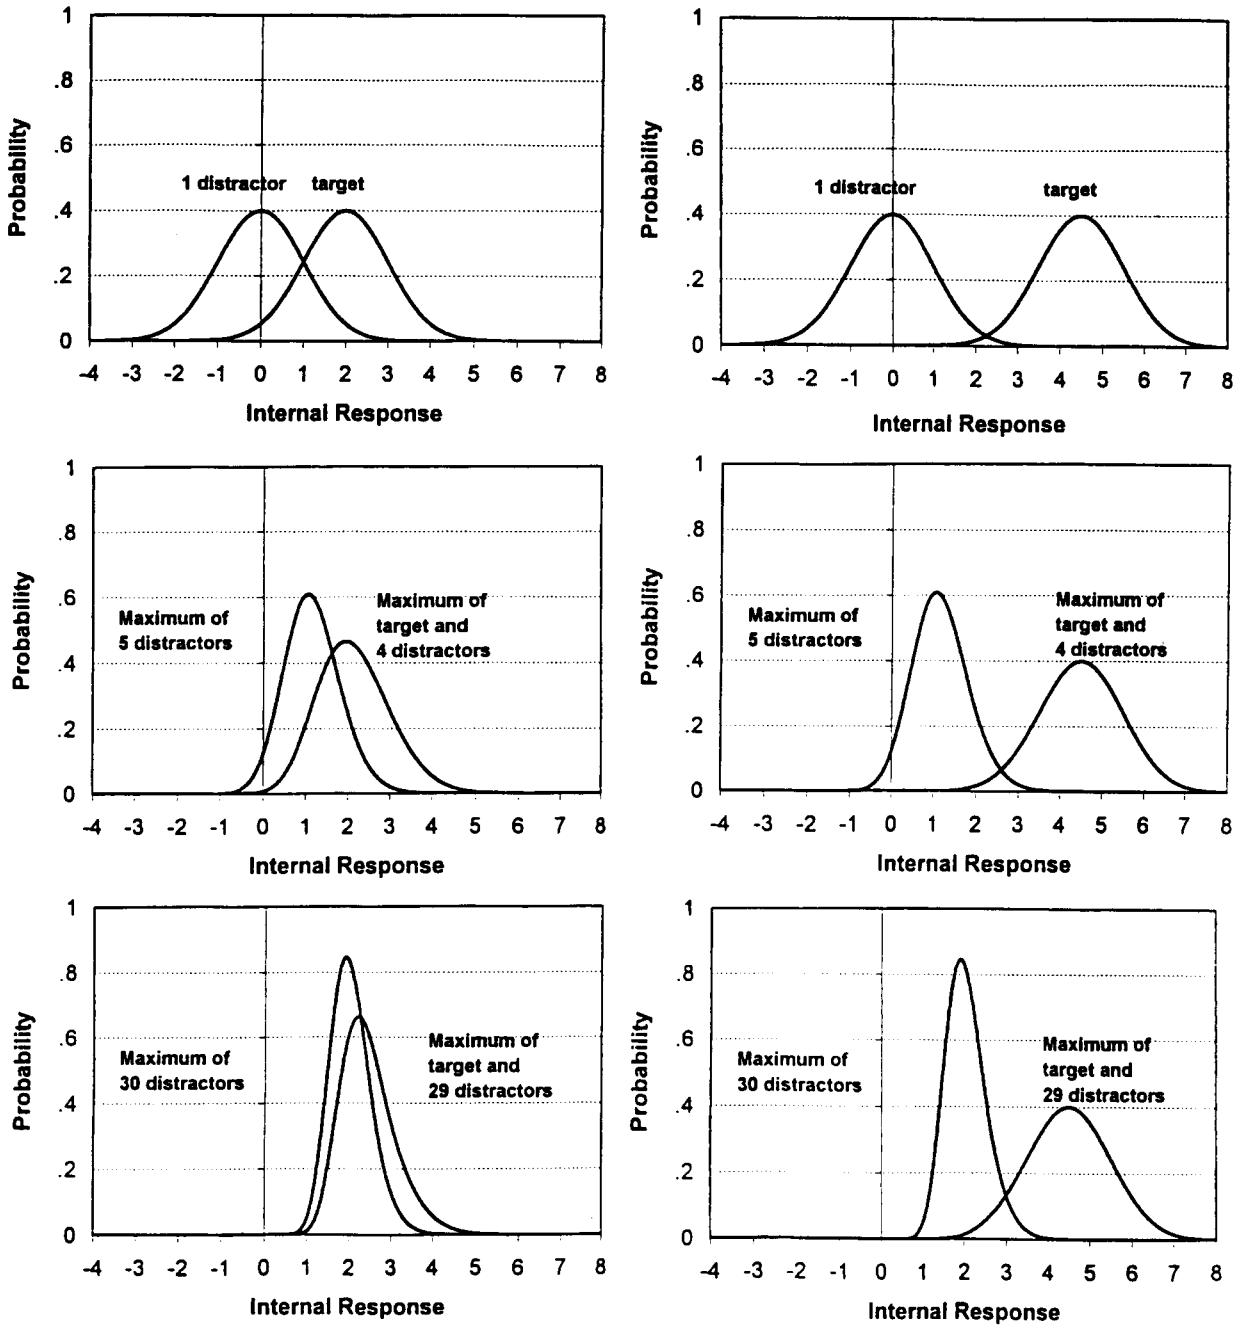 1
.8
.6
.4
.2
0
Probability
1 distractor
target
-4 -3 -2 -1 0 1 2 3 4 5 6 7 8
Internal Response
1
.8
.6
.4
.2
0
Probability
1 distractor
target
-4 -3 -2 -1 0 1 2 3 4 5 6 7 8
Internal Response
1
.8
.6
.4
.2
0
Probability
Maximum of
5 distractors
Maximum of
target and
4 distractors
-4 -3 -2 -1 0 1 2 3 4 5 6 7 8
Internal Response
1
.8
.6
.4
.2
0
Probability
Maximum of
5 distractors
Maximum of
target and
4 distractors
-4 -3 -2 -1 0 1 2 3 4 5 6 7 8
Internal Response
1
.8
.6
.4
.2
0
Probability
Maximum of
30 distractors
Maximum of
target and
29 distractors
-4 -3 -2 -1 0 1 2 3 4 5 6 7 8
Internal Response
1
.8
.6
.4
.2
0
Probability
Maximum of
30 distractors
Maximum of
target and
29 distractors
-4 -3 -2 -1 0 1 2 3 4 5 6 7 8
Internal Response